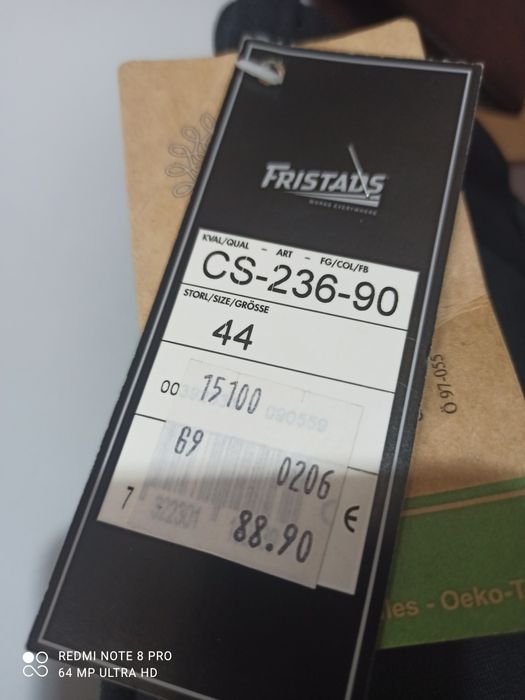 FRISTADS
WORKS EVERYWHERE
KVAL/QUAL - ART - FG/COL/FB
CS-236-90
STORL/SIZE/GRÖSSE
44
00 15100
090559
69
0206
7
322301
88.90
€
Ö 97-055
les - Oeko-T
REDMI NOTE 8 PRO
64 MP ULTRA HD